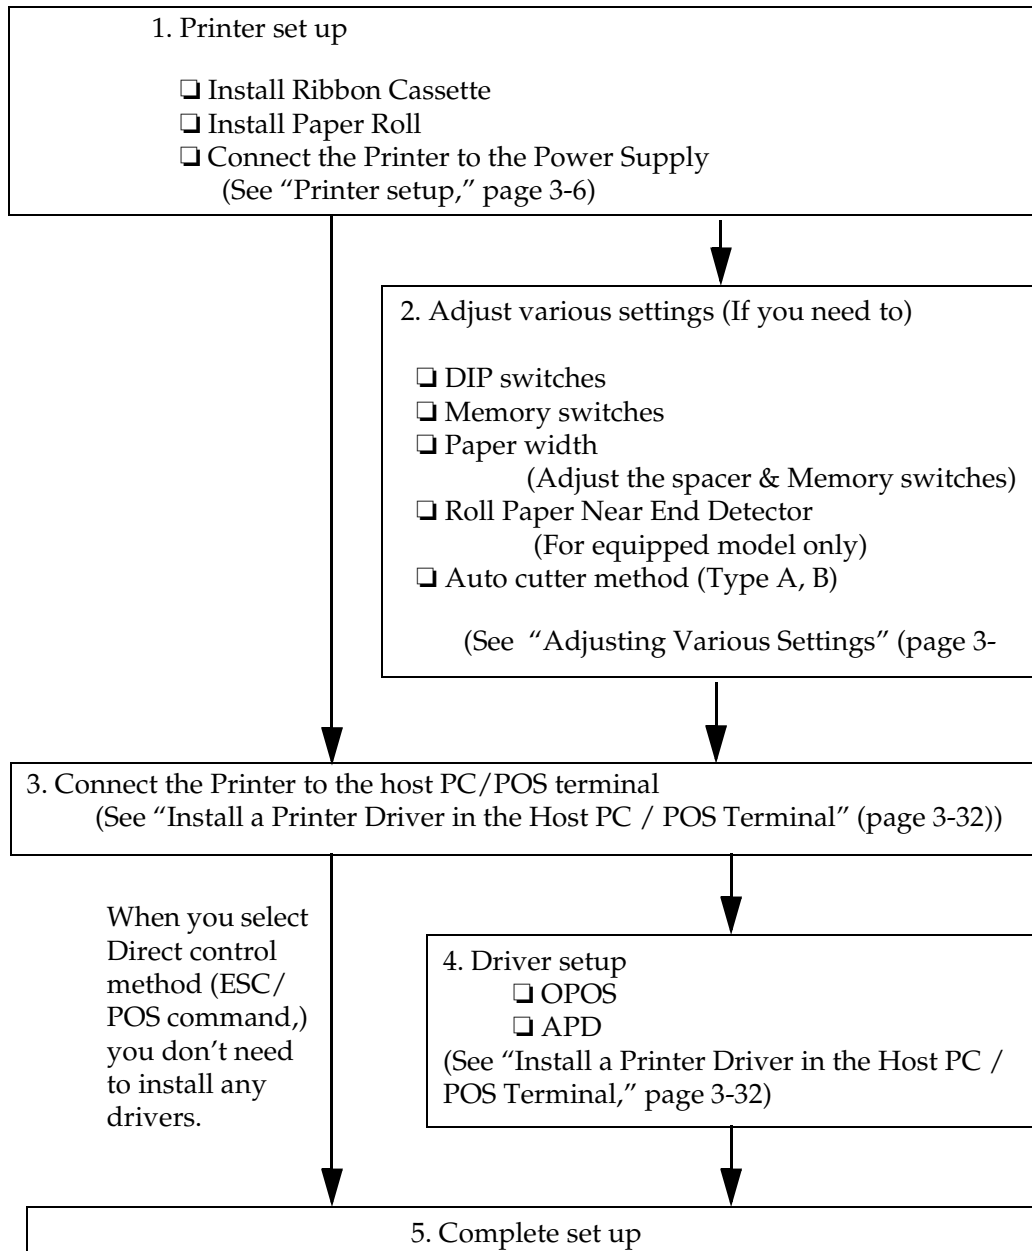 1. Printer set up
❏ Install Ribbon Cassette
❏ Install Paper Roll
❏ Connect the Printer to the Power Supply
(See “Printer setup,” page 3-6)
2. Adjust various settings (If you need to)
❏ DIP switches
❏ Memory switches
❏ Paper width
(Adjust the spacer & Memory switches)
❏ Roll Paper Near End Detector
(For equipped model only)
❏ Auto cutter method (Type A, B)
(See “Adjusting Various Settings” (page 3-
3. Connect the Printer to the host PC/POS terminal
(See “Install a Printer Driver in the Host PC / POS Terminal” (page 3-32))
When you select
Direct control
method (ESC/
POS command,)
you don’t need
to install any
drivers.
4. Driver setup
❏ OPOS
❏ APD
(See “Install a Printer Driver in the Host PC /
POS Terminal,” page 3-32)
5. Complete set up